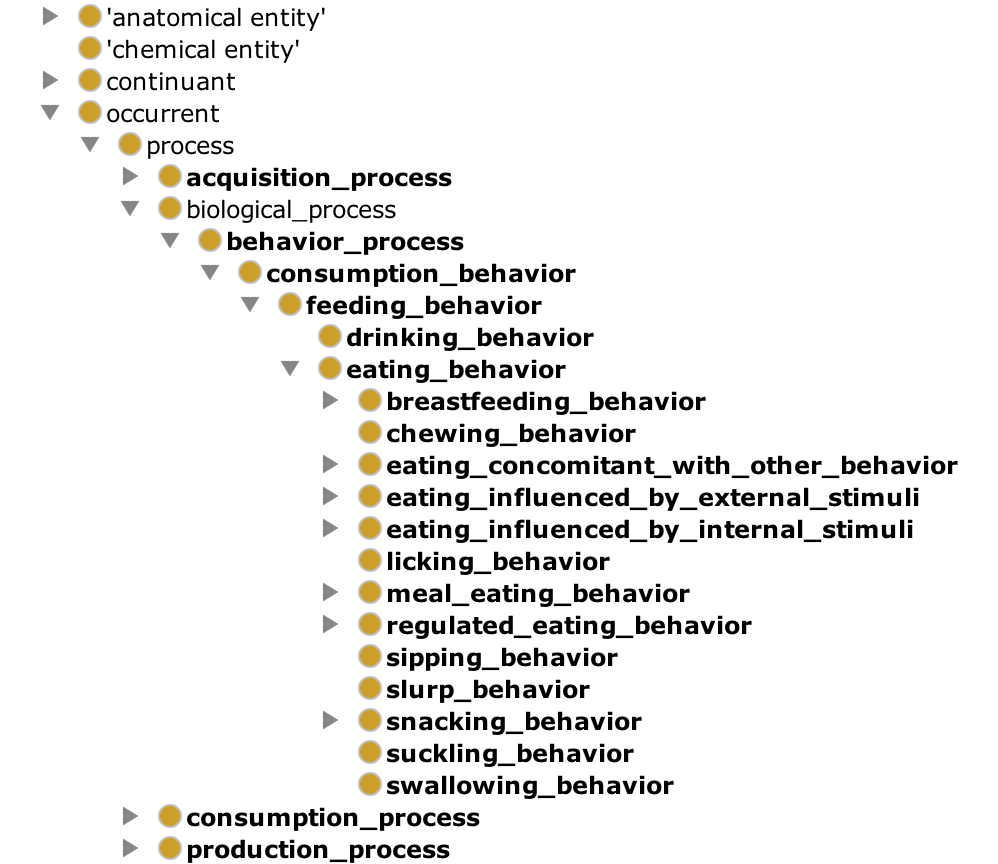 'anatomical entity'
'chemical entity'
continuant
occurrent
process
acquisition_process
biological_process
behavior_process
consumption_behavior
feeding_behavior
drinking_behavior
eating_behavior
breastfeeding_behavior
chewing_behavior
eating_concomitant_with_other_behavior
eating_influenced_by_external_stimuli
eating_influenced_by_internal_stimuli
licking_behavior
meal_eating_behavior
regulated_eating_behavior
sipping_behavior
slurp_behavior
snacking_behavior
suckling_behavior
swallowing_behavior
consumption_process
production_process